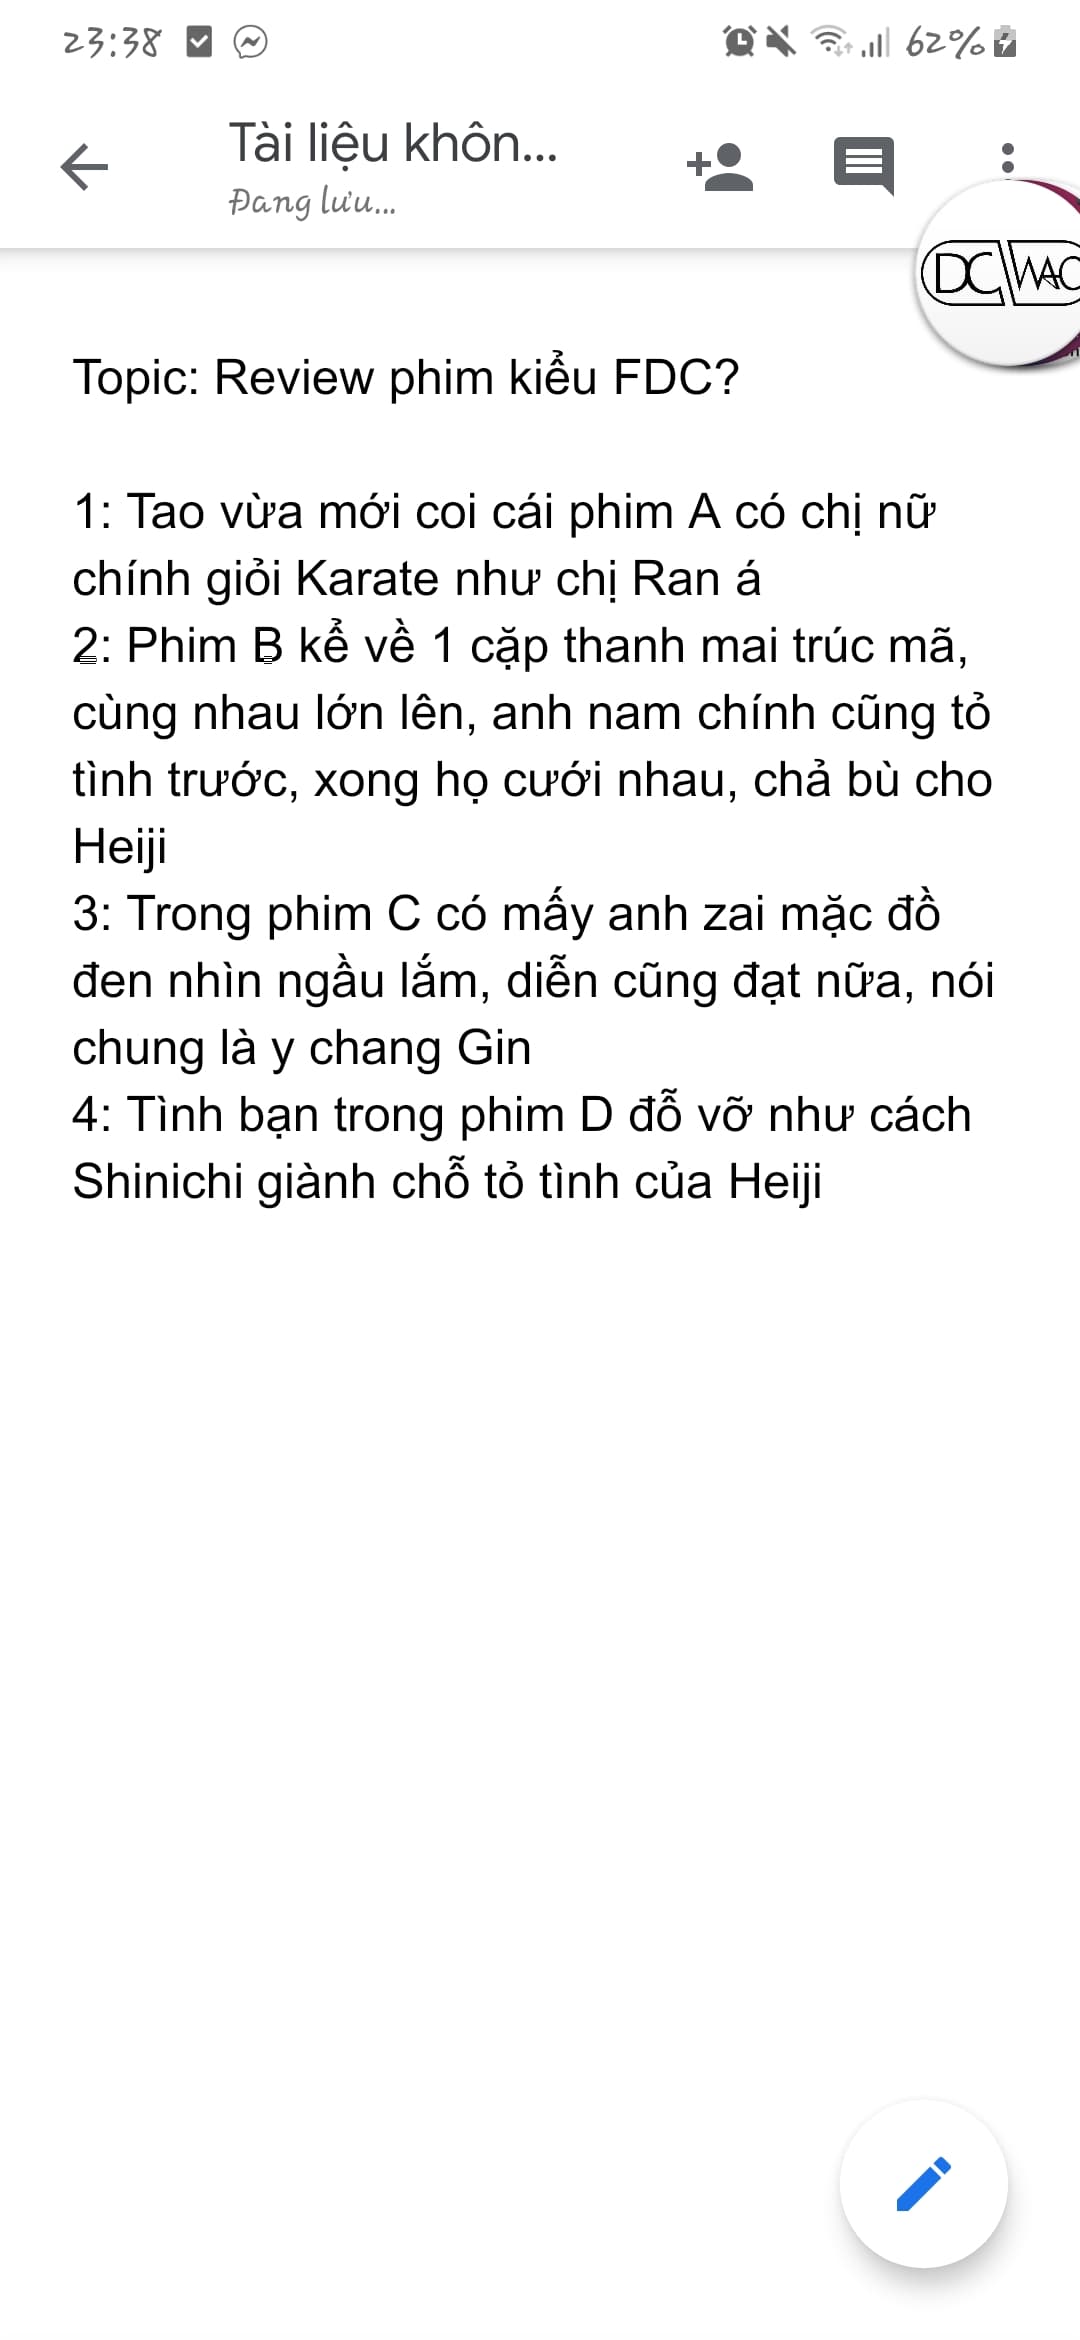 23:38
62%
Tài liệu khôn...
Đang lưu...
DC WAC
Topic: Review phim kiểu FDC?
1: Tao vừa mới coi cái phim A có chị nữ
chính giỏi Karate như chị Ran á
2: Phim B kể về 1 cặp thanh mai trúc mã,
cùng nhau lớn lên, anh nam chính cũng tỏ
tình trước, xong họ cưới nhau, chả bù cho
Heiji
3: Trong phim C có mấy anh zai mặc đồ
đen nhìn ngầu lắm, diễn cũng đạt nữa, nói
chung là y chang Gin
4: Tình bạn trong phim D đỗ vỡ như cách
Shinichi giành chỗ tỏ tình của Heiji